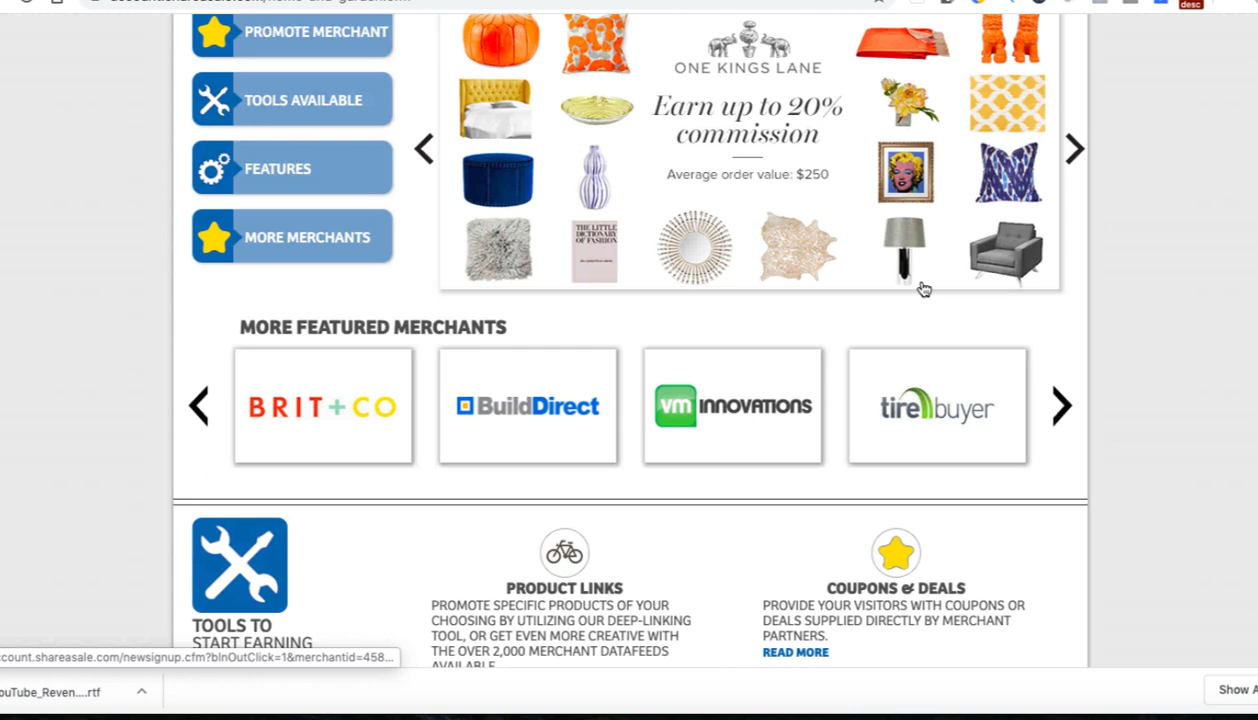 desc
PROMOTE MERCHANT
TOOLS AVAILABLE
FEATURES
MORE MERCHANTS
ONE KINGS LANE
Earn up to 20%
commission
Average order value: $250
THE LITTLE
DICTIONARY
OF FASHION
MORE FEATURED MERCHANTS
BRIT+CO
BuildDirect
vm INNOVATIONS
tirebuyer
TOOLS TO
START EARNING
PRODUCT LINKS
PROMOTE SPECIFIC PRODUCTS OF YOUR
CHOOSING BY UTILIZING OUR DEEP-LINKING
TOOL, OR GET EVEN MORE CREATIVE WITH
THE OVER 2,000 MERCHANT DATAFEEDS
AVAILABLE
COUPONS & DEALS
PROVIDE YOUR VISITORS WITH COUPONS OR
DEALS SUPPLIED DIRECTLY BY MERCHANT
PARTNERS.
READ MORE
ccount.shareasale.com/newsignup.cfm?blnOutClick=1&merchantid=458...
ouTube_Reven....rtf
Show A